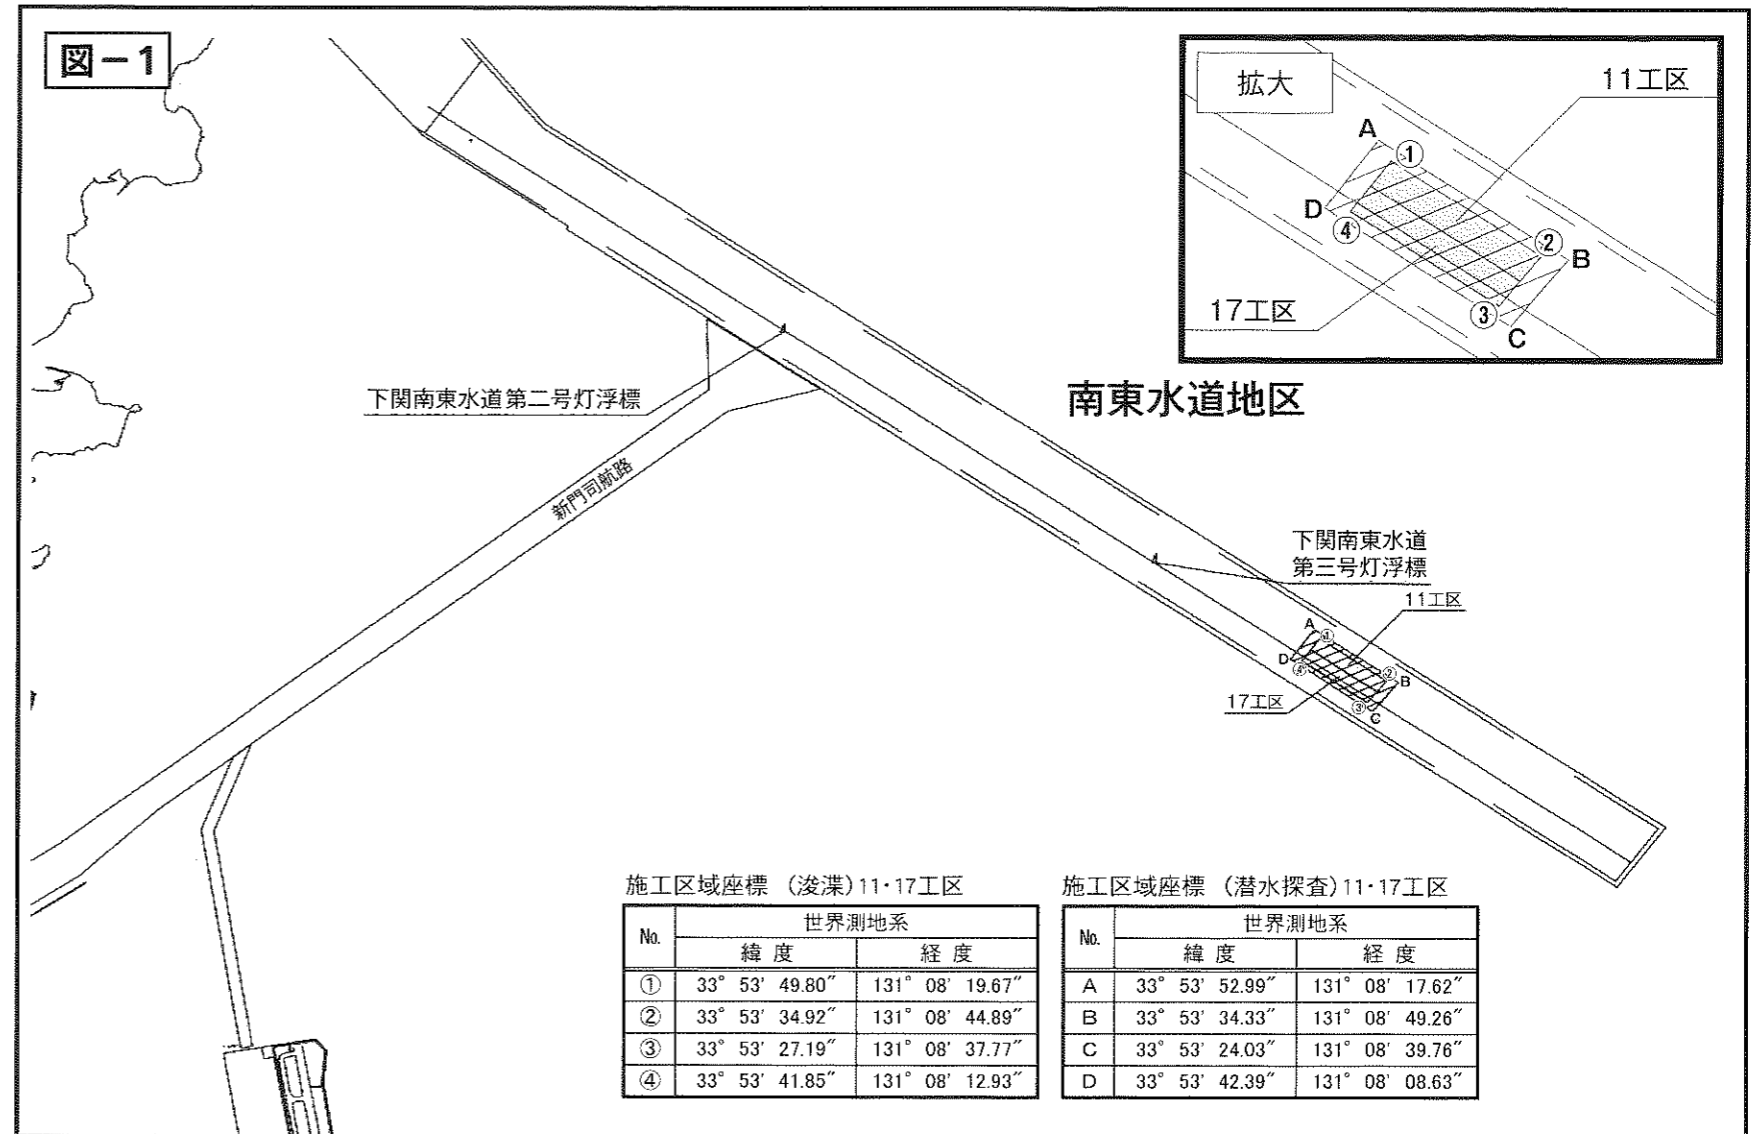 図-1
拡大
11工区
A
①
D
④
②
B
17工区
③
C
南東水道地区
下関南東水道第二号灯浮標
新門司航路
下関南東水道
第三号灯浮標
11工区
A
①
D
④
②
B
17工区
③
C
施工区域座標 (浚渫)11・17工区
No. 世界測地系
緯度 経度
① 33° 53′ 49.80″ 131° 08′ 19.67″
② 33° 53′ 34.92″ 131° 08′ 44.89″
③ 33° 53′ 27.19″ 131° 08′ 37.77″
④ 33° 53′ 41.85″ 131° 08′ 12.93″
施工区域座標 (潜水探査)11・17工区
No. 世界測地系
緯度 経度
A 33° 53′ 52.99″ 131° 08′ 17.62″
B 33° 53′ 34.33″ 131° 08′ 49.26″
C 33° 53′ 24.03″ 131° 08′ 39.76″
D 33° 53′ 42.39″ 131° 08′ 08.63″